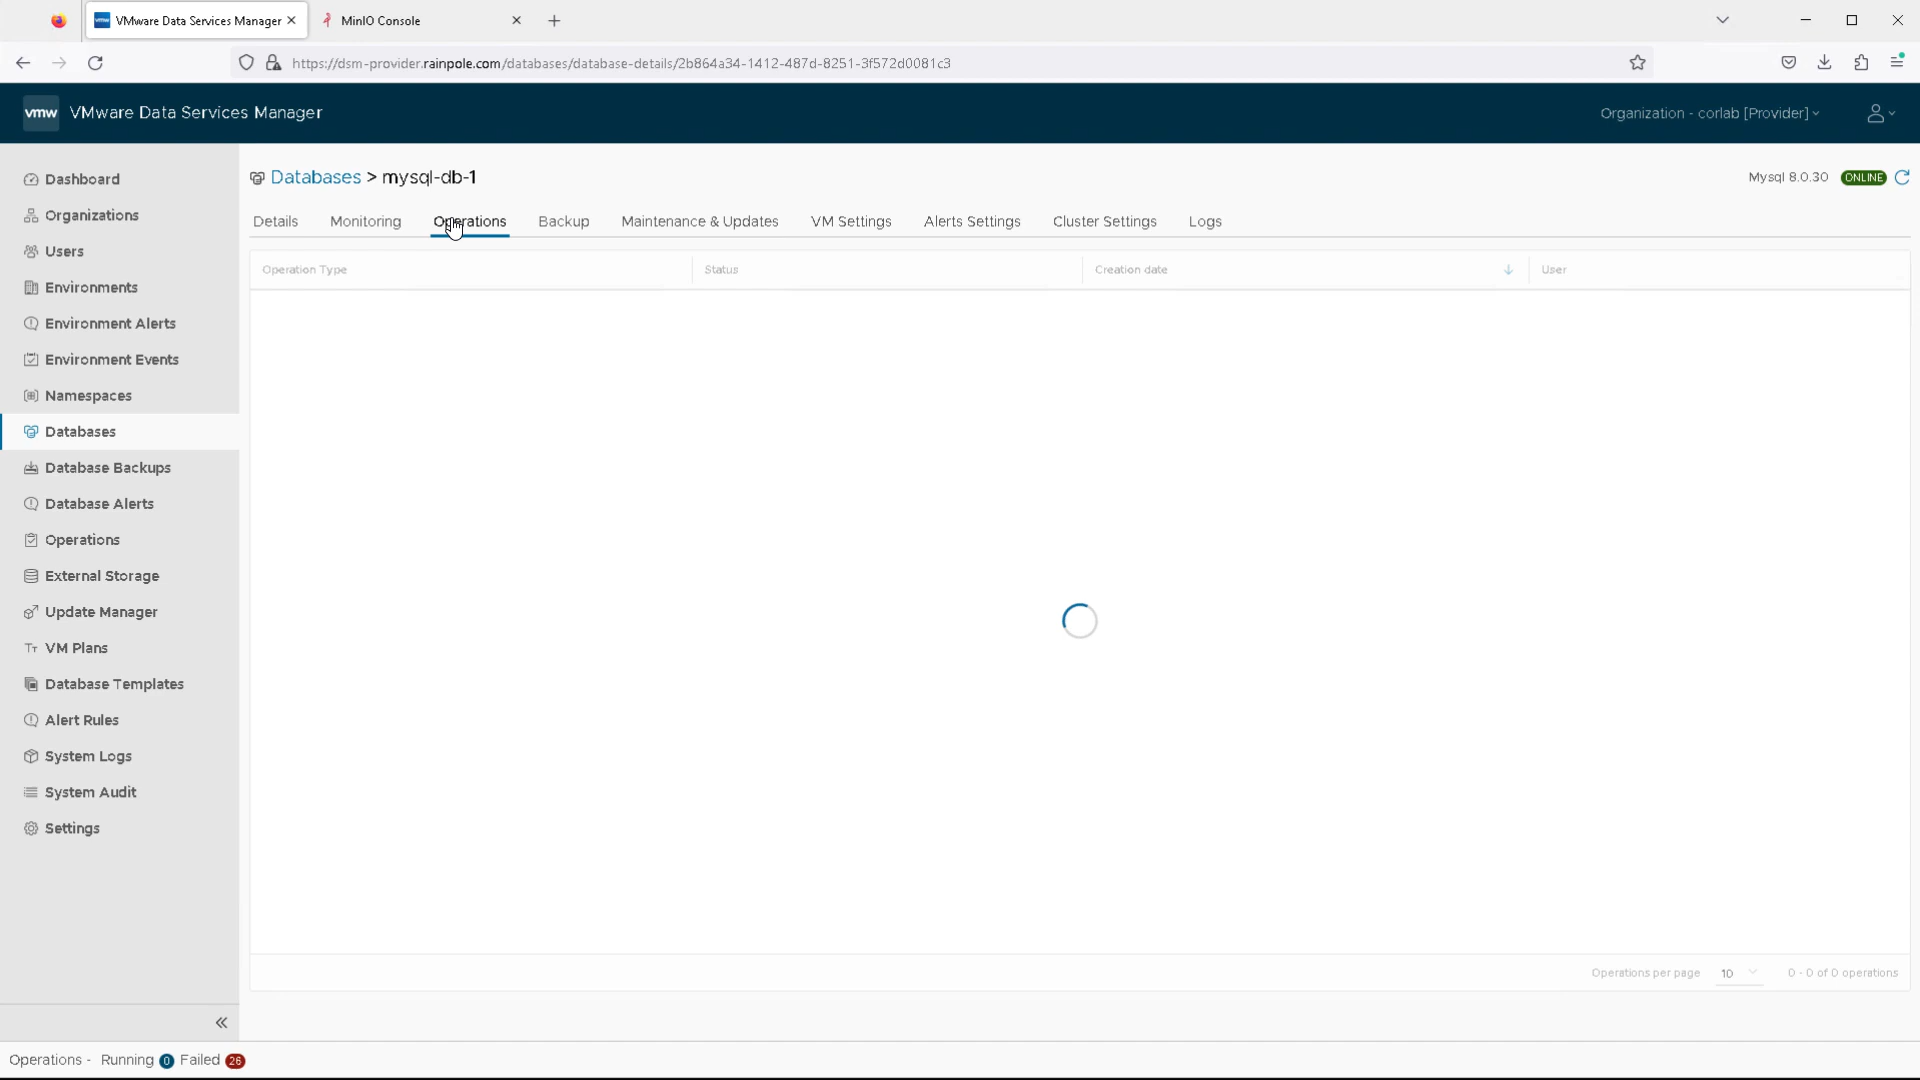 VMware Data Services Manager
MinIO Console
https://dsm-provider.rainpole.com/databases/database-details/2b864a34-1412-487d-8251-3f572d0081c3
vmw VMware Data Services Manager
Organization - corlab [Provider]
Dashboard
Organizations
Users
Environments
Environment Alerts
Environment Events
Namespaces
Databases
Database Backups
Database Alerts
Operations
External Storage
Update Manager
VM Plans
Database Templates
Alert Rules
System Logs
System Audit
Settings
Databases > mysql-db-1
Mysql 8.0.30 ONLINE
Details Monitoring Operations Backup Maintenance & Updates VM Settings Alerts Settings Cluster Settings Logs
Operation Type Status Creation date User
Operations per page 10 0 - 0 of 0 operations
Operations - Running 0 Failed 26